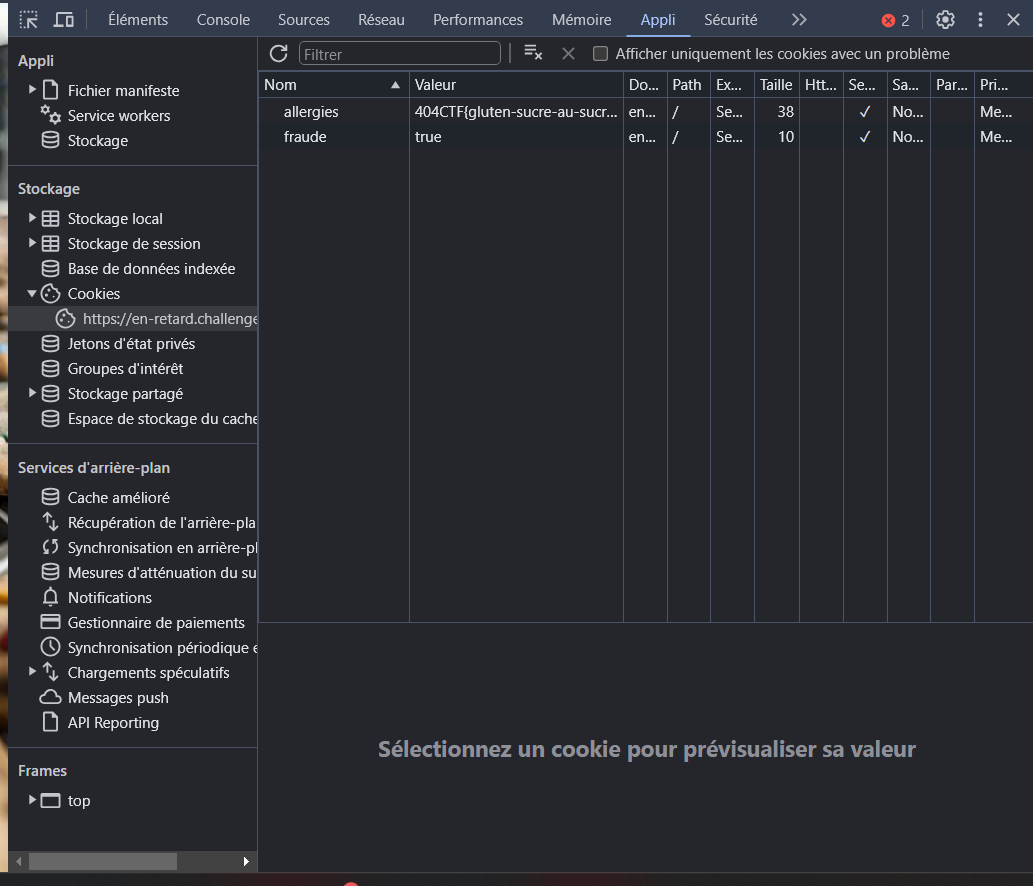 Éléments Console Sources Réseau Performances Mémoire Appli Sécurité 2
Appli
Fichier manifeste
Service workers
Stockage
Stockage
Stockage local
Stockage de session
Base de données indexée
Cookies
https://en-retard.challenge
Jetons d'état privés
Groupes d'intérêt
Stockage partagé
Espace de stockage du cache
Services d'arrière-plan
Cache amélioré
Récupération de l'arrière-pla
Synchronisation en arrière-pl
Mesures d'atténuation du su
Notifications
Gestionnaire de paiements
Synchronisation périodique e
Chargements spéculatifs
Messages push
API Reporting
Frames
top
Filtrer Afficher uniquement les cookies avec un problème
Nom Valeur Do... Path Ex... Taille Htt... Se... Sa... Par... Pri...
allergies 404CTF{gluten-sucre-au-sucr... en... / Se... 38 ✓ No... Me...
fraude true en... / Se... 10 ✓ No... Me...
Sélectionnez un cookie pour prévisualiser sa valeur